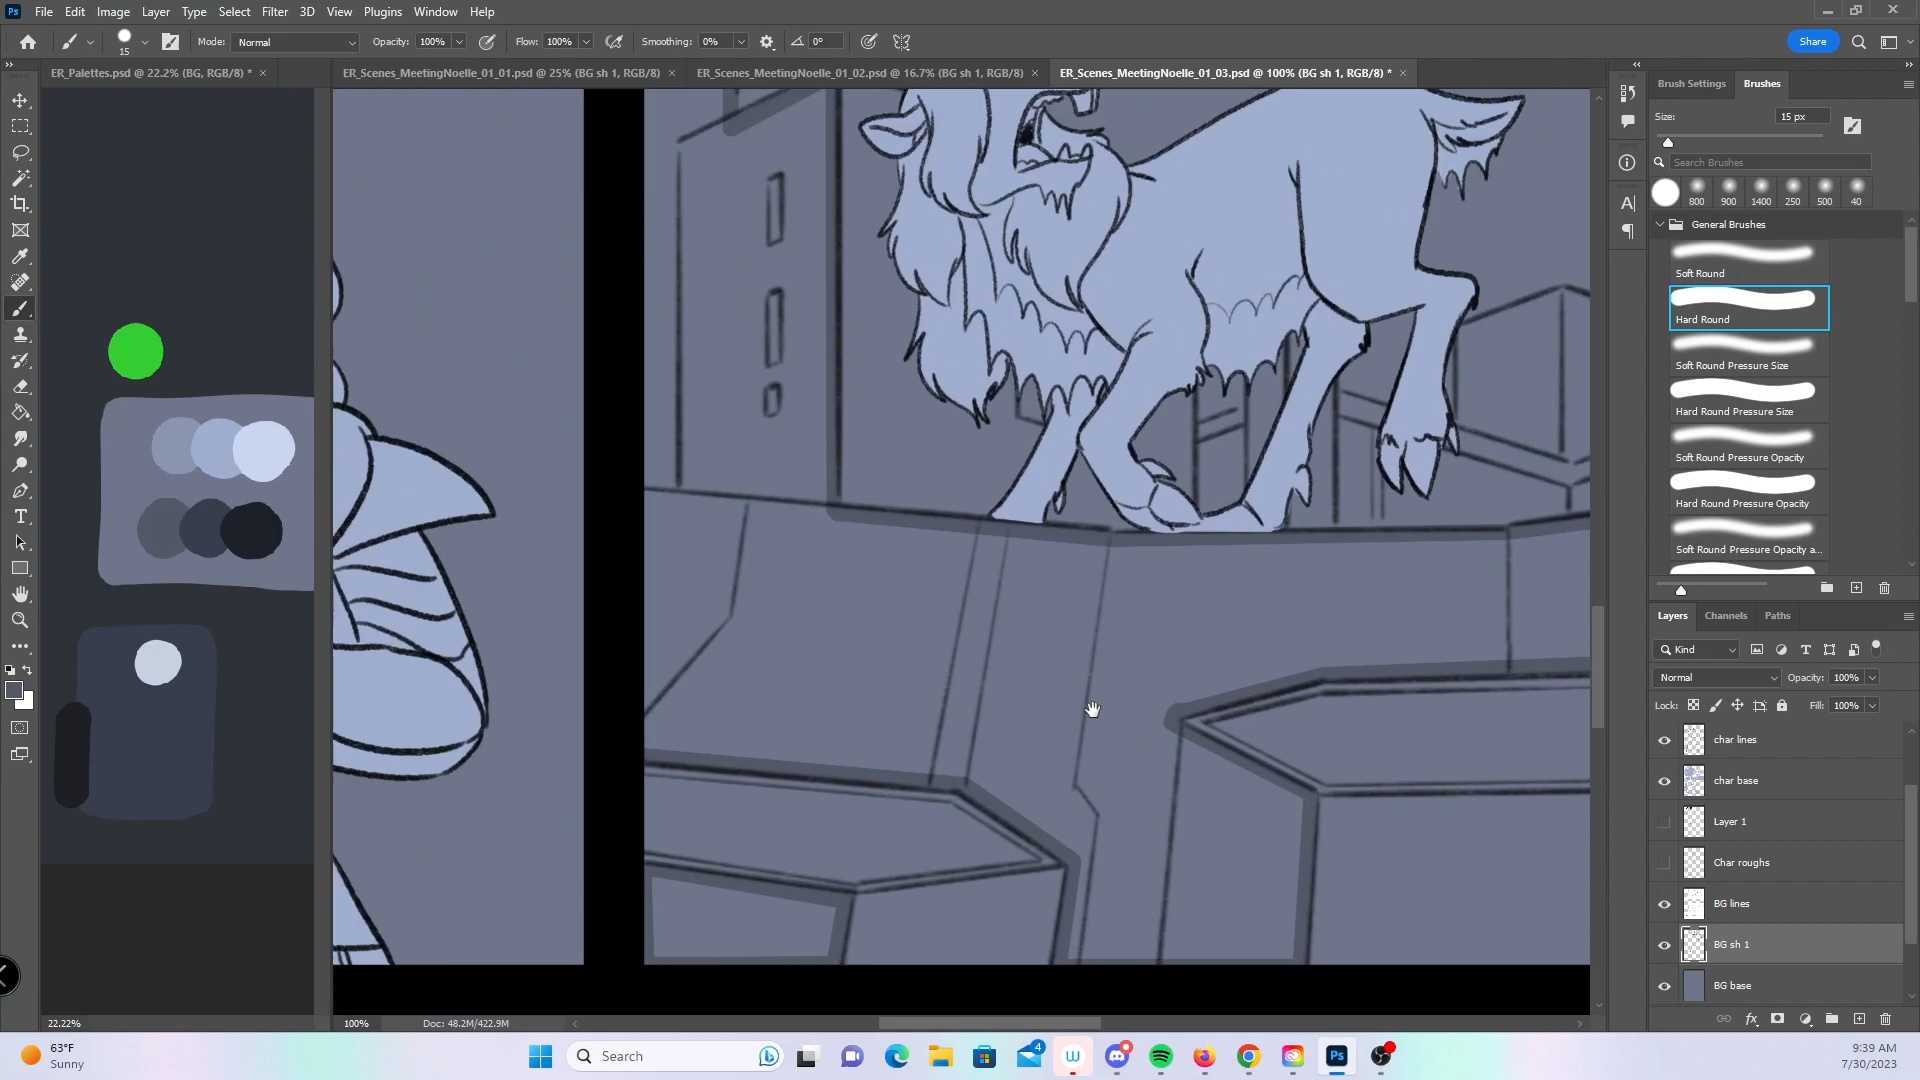 Ps File Edit Image Layer Type Select Filter 3D View Plugins Window Help
15 Mode: Normal Opacity: 100% Flow: 100% Smoothing: 0% 0° Share
ER_Palettes.psd @ 22.2% (BG, RGB/8) * ER_Scenes_MeetingNoelle_01_01.psd @ 25% (BG sh 1, RGB/8) ER_Scenes_MeetingNoelle_01_02.psd @ 16.7% (BG sh 1, RGB/8) ER_Scenes_MeetingNoelle_01_03.psd @ 100% (BG sh 1, RGB/8) *
Brush Settings Brushes
Size: 15 px
Search Brushes
800 900 1400 250 500 40
General Brushes
Soft Round
Hard Round
Soft Round Pressure Size
Hard Round Pressure Size
Soft Round Pressure Opacity
Hard Round Pressure Opacity
Soft Round Pressure Opacity a...
Layers Channels Paths
Kind
Normal Opacity: 100%
Lock: Fill: 100%
char lines
char base
Layer 1
Char roughs
BG lines
BG sh 1
BG base
22.22% 100% Doc: 48.2M/422.9M
63°F
Sunny
Search
4
Ps
9:39 AM
7/30/2023